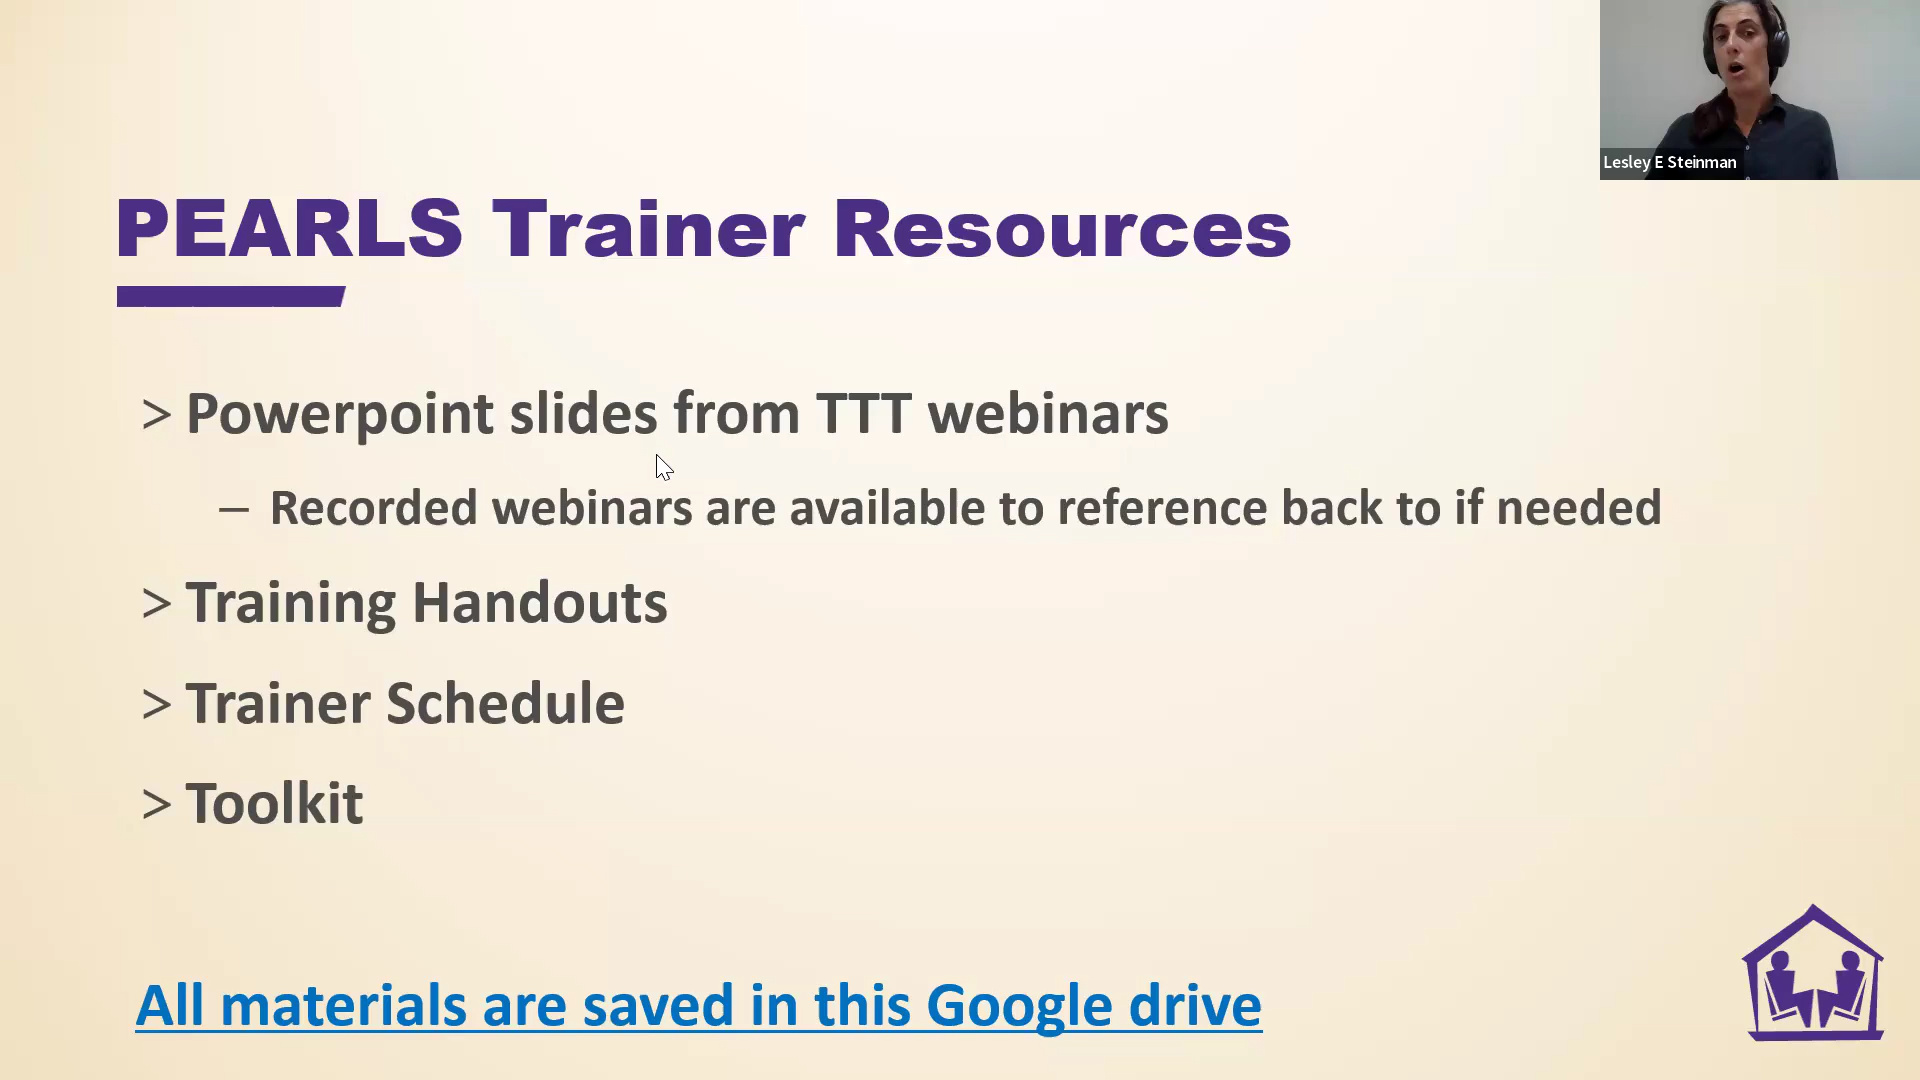 Lesley E Steinman
PEARLS Trainer Resources
> Powerpoint slides from TTT webinars
– Recorded webinars are available to reference back to if needed
> Training Handouts
> Trainer Schedule
> Toolkit
All materials are saved in this Google drive